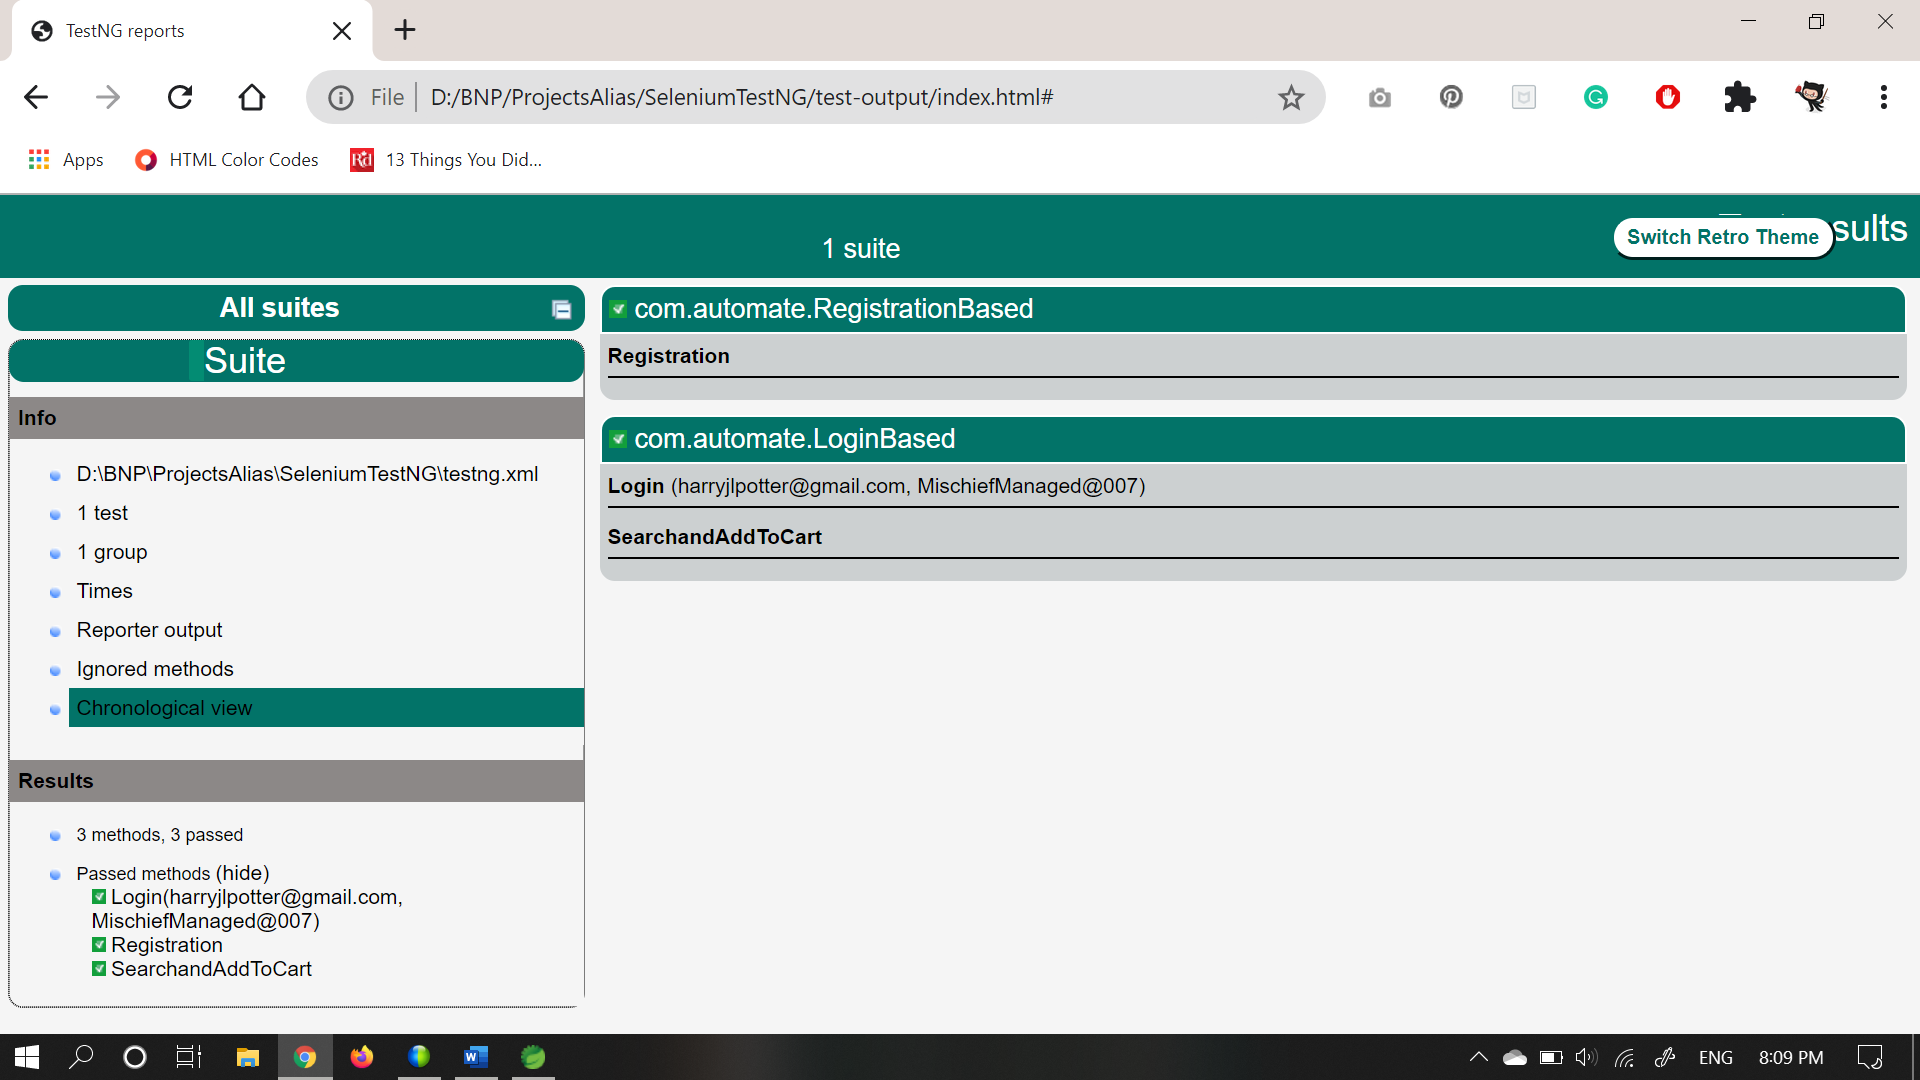 TestNG reports
File
D:/BNP/ProjectsAlias/SeleniumTestNG/test-output/index.html#
Apps
HTML Color Codes
Rd
13 Things You Did...
1 suite
Switch Retro Theme
All suites
Suite
Info
D:\BNP\ProjectsAlias\SeleniumTestNG\testng.xml
1 test
1 group
Times
Reporter output
Ignored methods
Chronological view
Results
3 methods, 3 passed
Passed methods (hide)
Login(harryjlpotter@gmail.com,
MischiefManaged@007)
Registration
SearchandAddToCart
com.automate.RegistrationBased
Registration
com.automate.LoginBased
Login (harryjlpotter@gmail.com, MischiefManaged@007)
SearchandAddToCart
ENG
8:09 PM